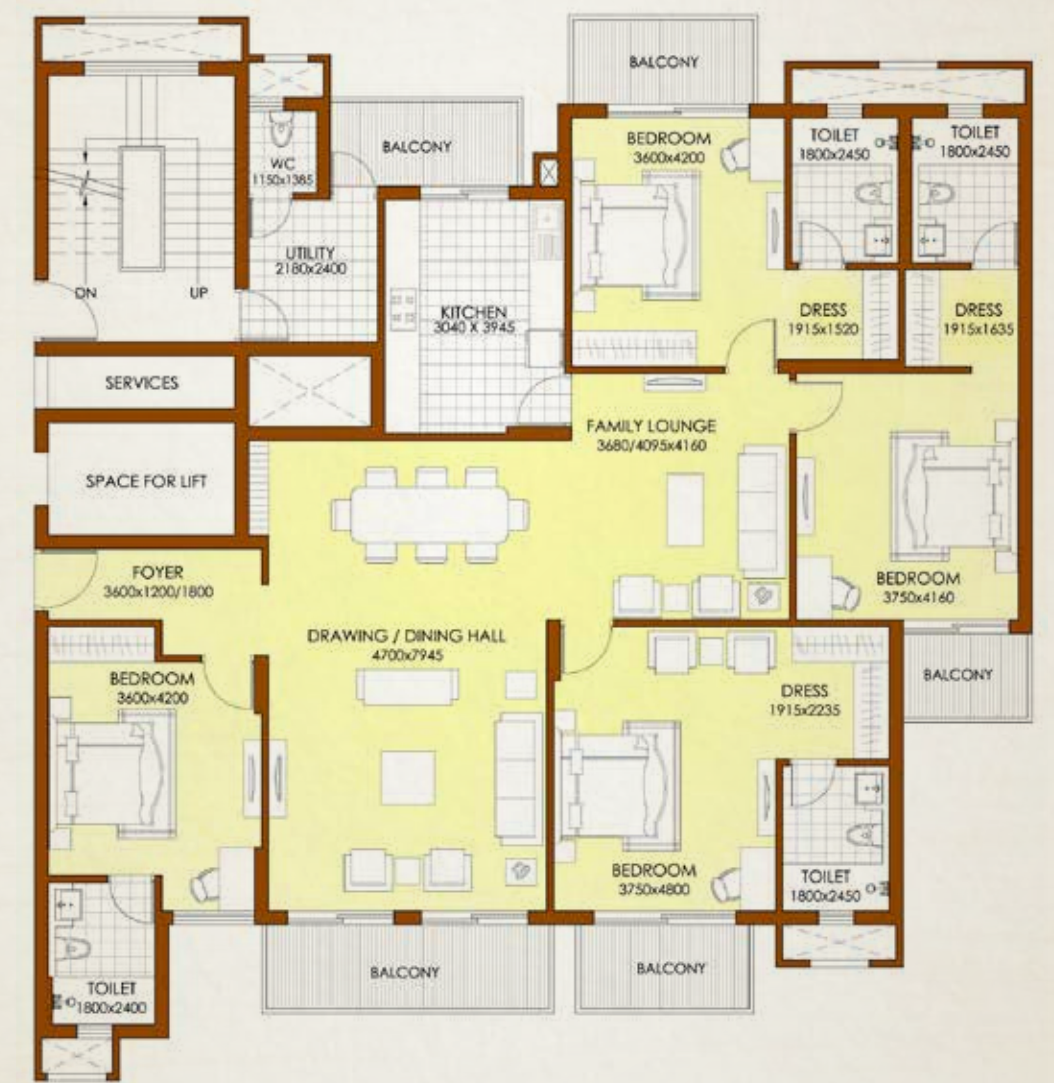 BALCONY
BALCONY
WC
1150x1385
BEDROOM
3600x4200
TOILET
1800x2450
TOILET
1800x2450
UTILITY
2180x2400
DN
UP
KITCHEN
3040 X 3945
DRESS
1915x1520
DRESS
1915x1635
SERVICES
FAMILY LOUNGE
3680/4095x4160
SPACE FOR LIFT
FOYER
3600x1200/1800
BEDROOM
3750x4160
DRAWING / DINING HALL
4700x7945
BEDROOM
3600x4200
DRESS
1915x2235
BALCONY
BEDROOM
3750x4800
TOILET
1800x2450
BALCONY
BALCONY
TOILET
1800x2400